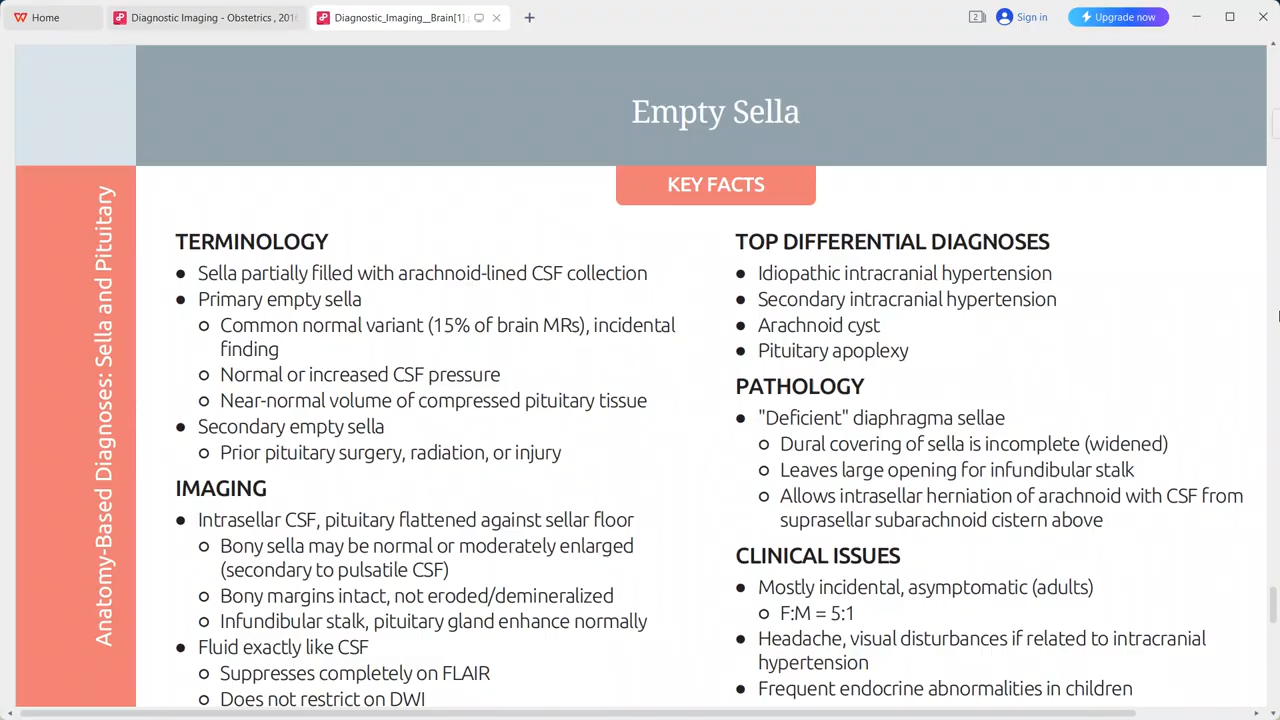 Home
Diagnostic Imaging - Obstetrics , 201
Diagnostic_Imaging__Brain[1].
2
Sign in
Upgrade now
Empty Sella
KEY FACTS
Anatomy-Based Diagnoses: Sella and Pituitary
TERMINOLOGY
● Sella partially filled with arachnoid-lined CSF collection
● Primary empty sella
○ Common normal variant (15% of brain MRs), incidental
finding
○ Normal or increased CSF pressure
○ Near-normal volume of compressed pituitary tissue
● Secondary empty sella
○ Prior pituitary surgery, radiation, or injury
IMAGING
● Intrasellar CSF, pituitary flattened against sellar floor
○ Bony sella may be normal or moderately enlarged
(secondary to pulsatile CSF)
○ Bony margins intact, not eroded/demineralized
○ Infundibular stalk, pituitary gland enhance normally
● Fluid exactly like CSF
○ Suppresses completely on FLAIR
○ Does not restrict on DWI
TOP DIFFERENTIAL DIAGNOSES
● Idiopathic intracranial hypertension
● Secondary intracranial hypertension
● Arachnoid cyst
● Pituitary apoplexy
PATHOLOGY
● "Deficient" diaphragma sellae
○ Dural covering of sella is incomplete (widened)
○ Leaves large opening for infundibular stalk
○ Allows intrasellar herniation of arachnoid with CSF from
suprasellar subarachnoid cistern above
CLINICAL ISSUES
● Mostly incidental, asymptomatic (adults)
○ F:M = 5:1
● Headache, visual disturbances if related to intracranial
hypertension
● Frequent endocrine abnormalities in children